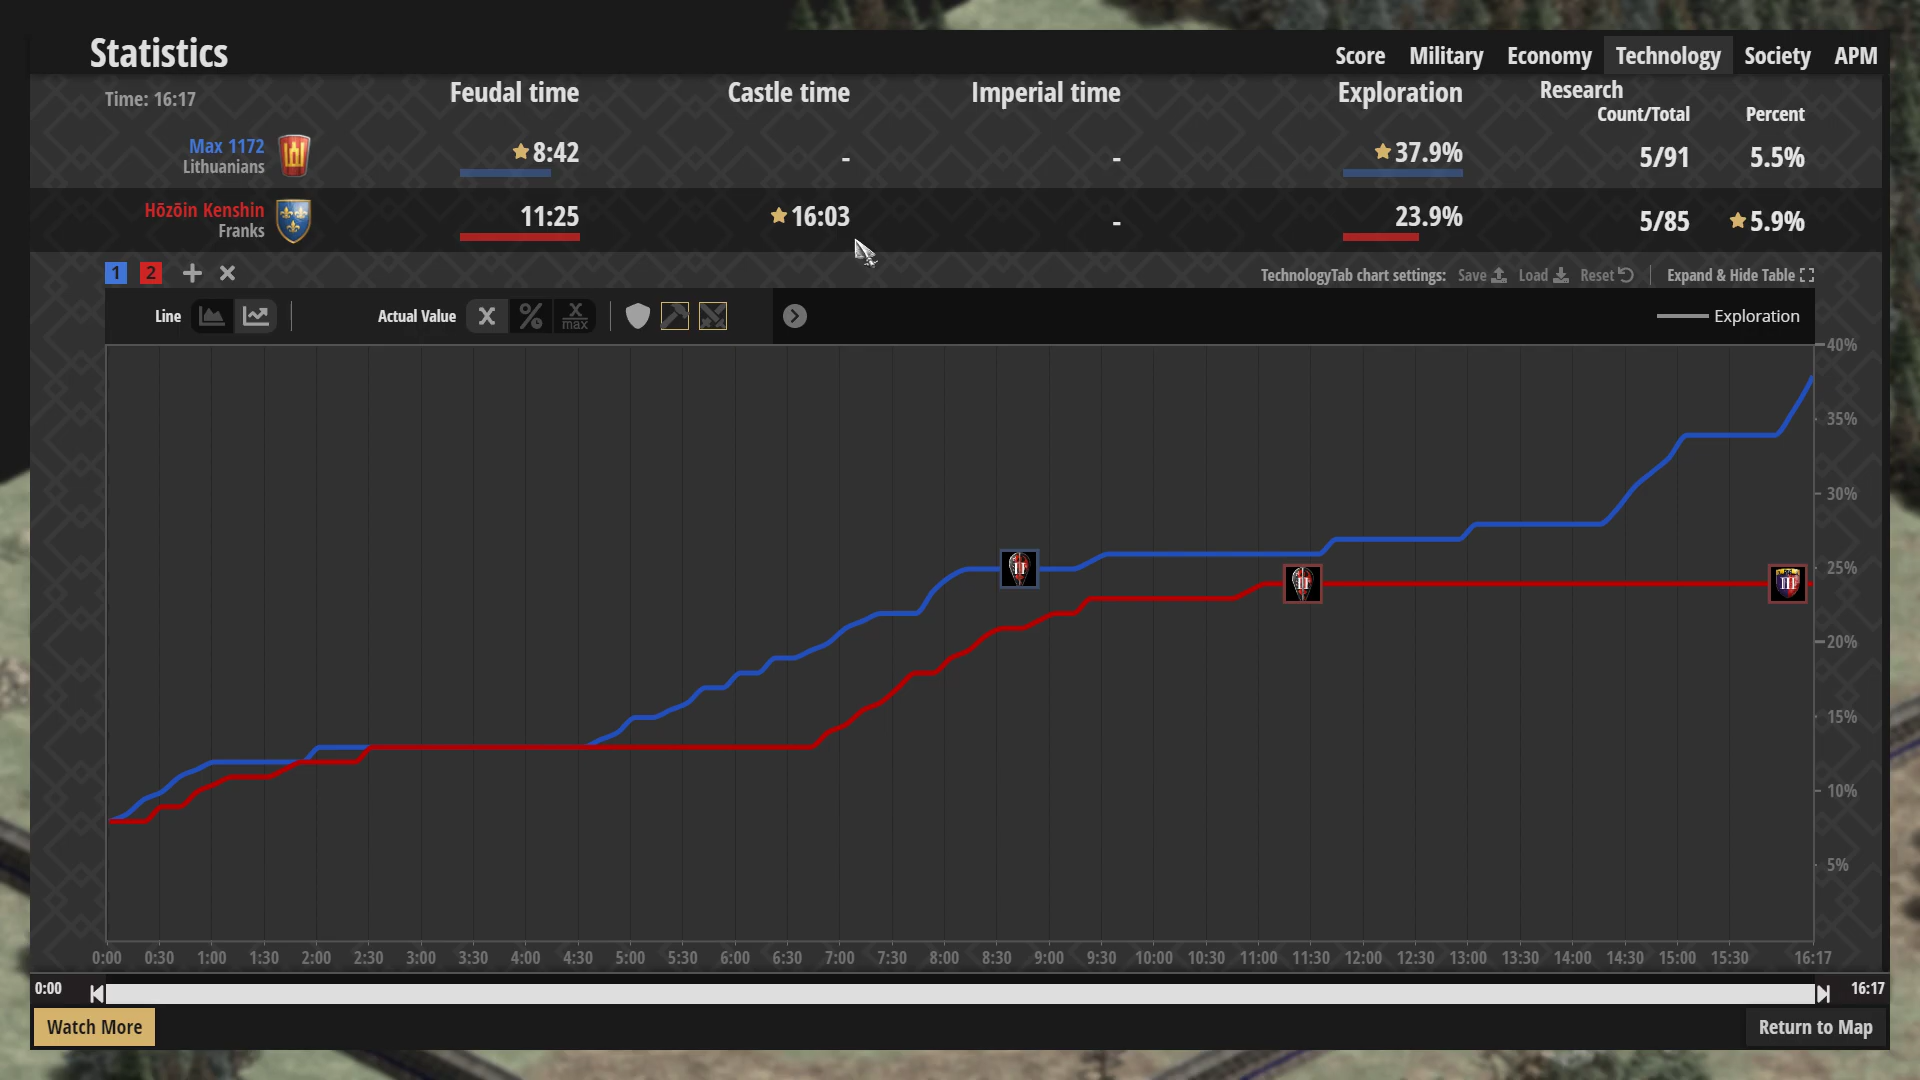 Statistics
Score Military Economy Technology Society APM
Time: 16:17 Feudal time Castle time Imperial time Exploration Research
Count/Total Percent
Max 1172 8:42 - - 37.9% 5/91 5.5%
Lithuanians
Hōzōin Kenshin 11:25 16:03 - 23.9% 5/85 5.9%
Franks
1 2
TechnologyTab chart settings: Save Load Reset Expand & Hide Table
Line Actual Value X % X max Exploration
40%
35%
30%
25%
20%
15%
10%
5%
II
II
III
0:00 0:30 1:00 1:30 2:00 2:30 3:00 3:30 4:00 4:30 5:00 5:30 6:00 6:30 7:00 7:30 8:00 8:30 9:00 9:30 10:00 10:30 11:00 11:30 12:00 12:30 13:00 13:30 14:00 14:30 15:00 15:30 16:17
0:00 16:17
Watch More Return to Map